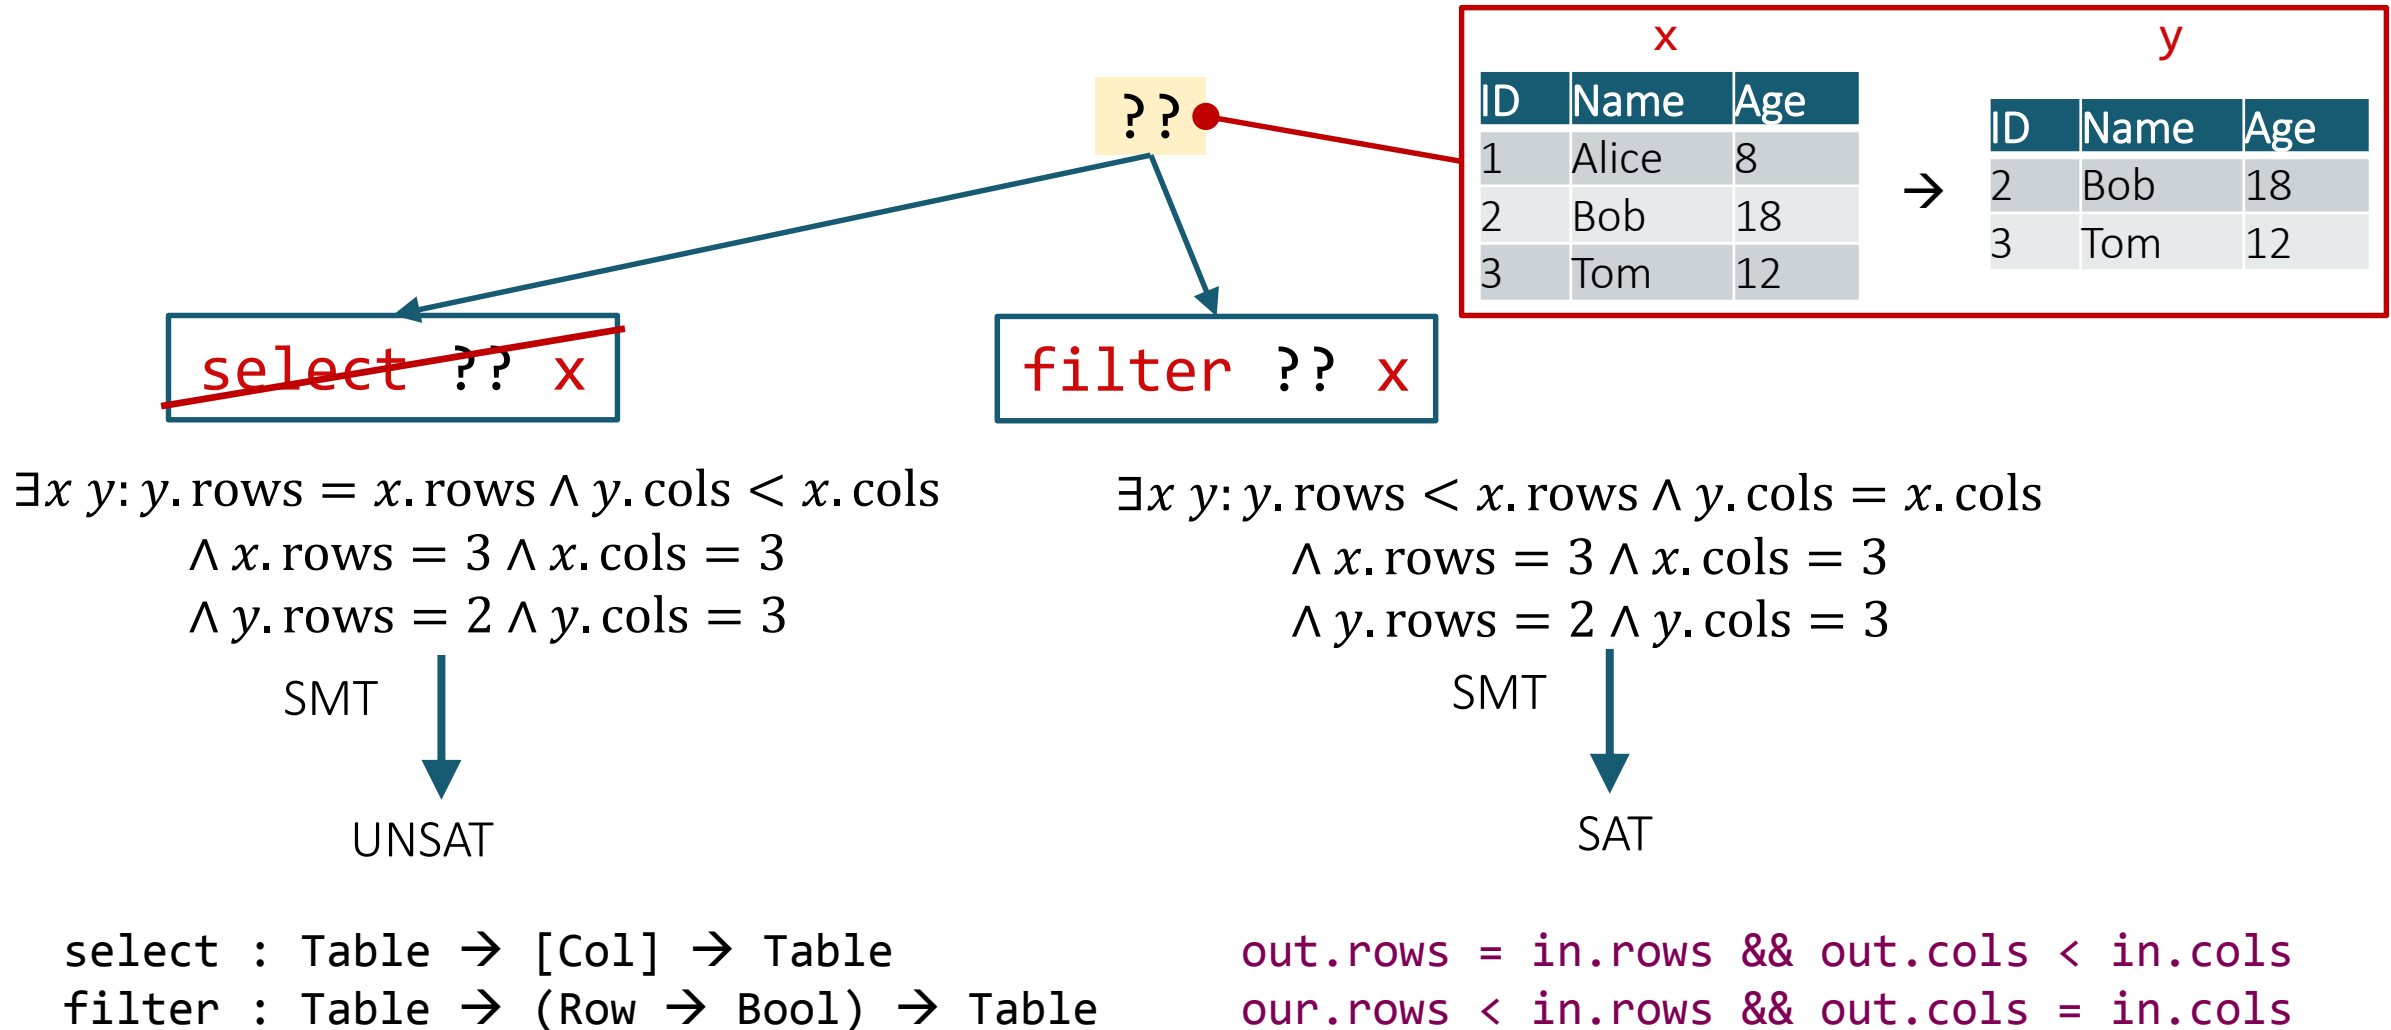 x y
??
ID Name Age
1 Alice 8
2 Bob 18
3 Tom 12
→
ID Name Age
2 Bob 18
3 Tom 12
select ?? x
filter ?? x
∃x y: y. rows = x. rows ∧ y. cols < x. cols
∧ x. rows = 3 ∧ x. cols = 3
∧ y. rows = 2 ∧ y. cols = 3
SMT
UNSAT
∃x y: y. rows < x. rows ∧ y. cols = x. cols
∧ x. rows = 3 ∧ x. cols = 3
∧ y. rows = 2 ∧ y. cols = 3
SMT
SAT
select : Table → [Col] → Table
filter : Table → (Row → Bool) → Table
out.rows = in.rows && out.cols < in.cols
our.rows < in.rows && out.cols = in.cols